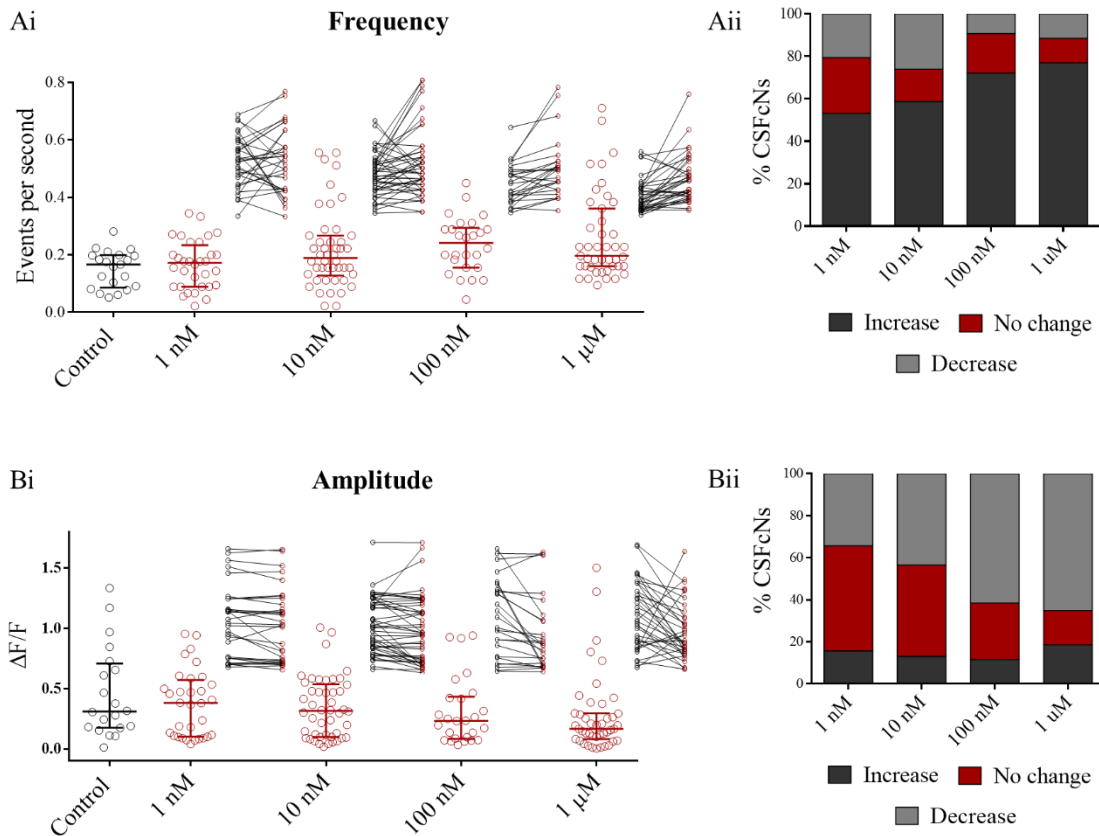 Ai
Frequency
Events per second
0.8
0.6
0.4
0.2
0.0
Control
1 nM
10 nM
100 nM
1 µM
Aii
% CSFcNs
100
80
60
40
20
0
1 nM
10 nM
100 nM
1 uM
Increase
No change
Decrease
Bi
Amplitude
ΔF/F
1.5
1.0
0.5
0.0
Control
1 nM
10 nM
100 nM
1 µM
Bii
% CSFcNs
100
80
60
40
20
0
1 nM
10 nM
100 nM
1 uM
Increase
No change
Decrease